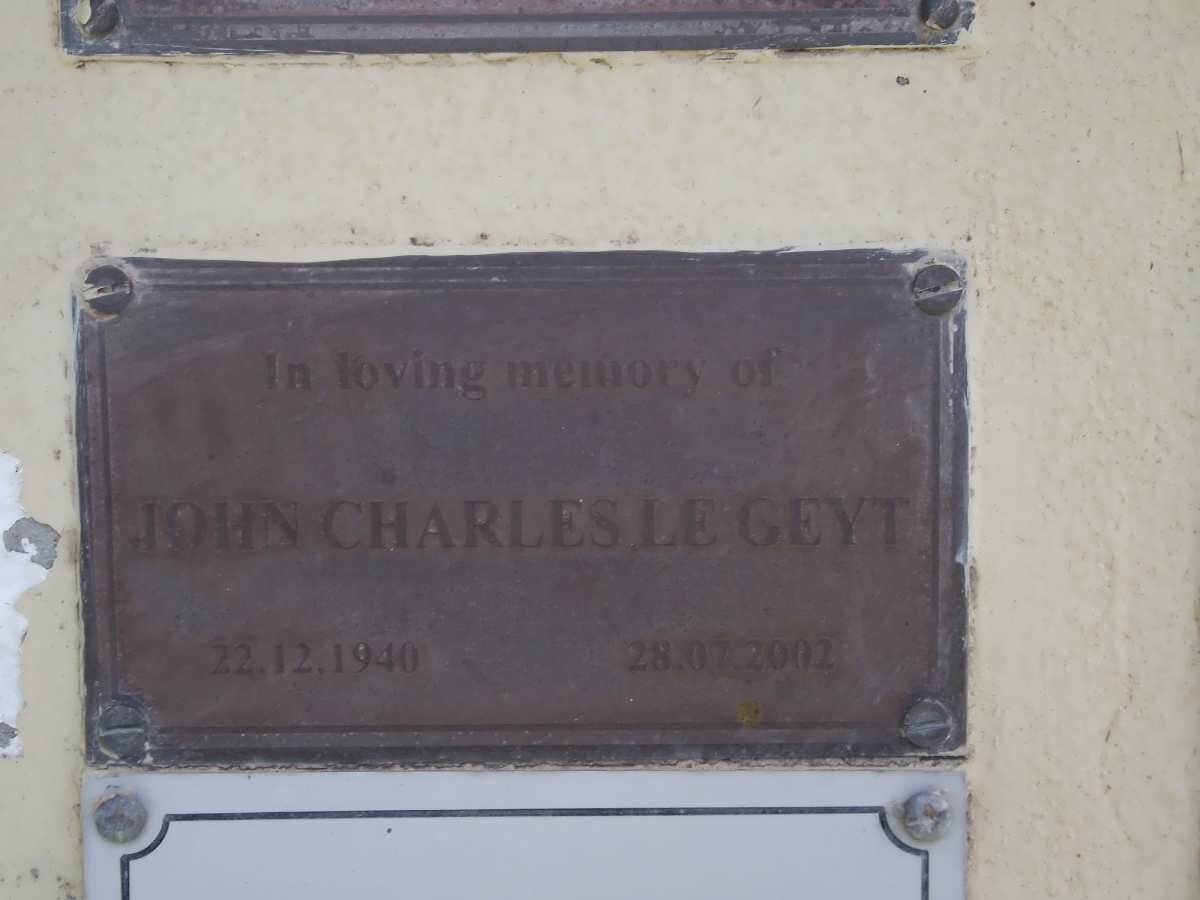 In loving memory of
JOHN CHARLES LE GEYT
22.12.1940 28.07.2002